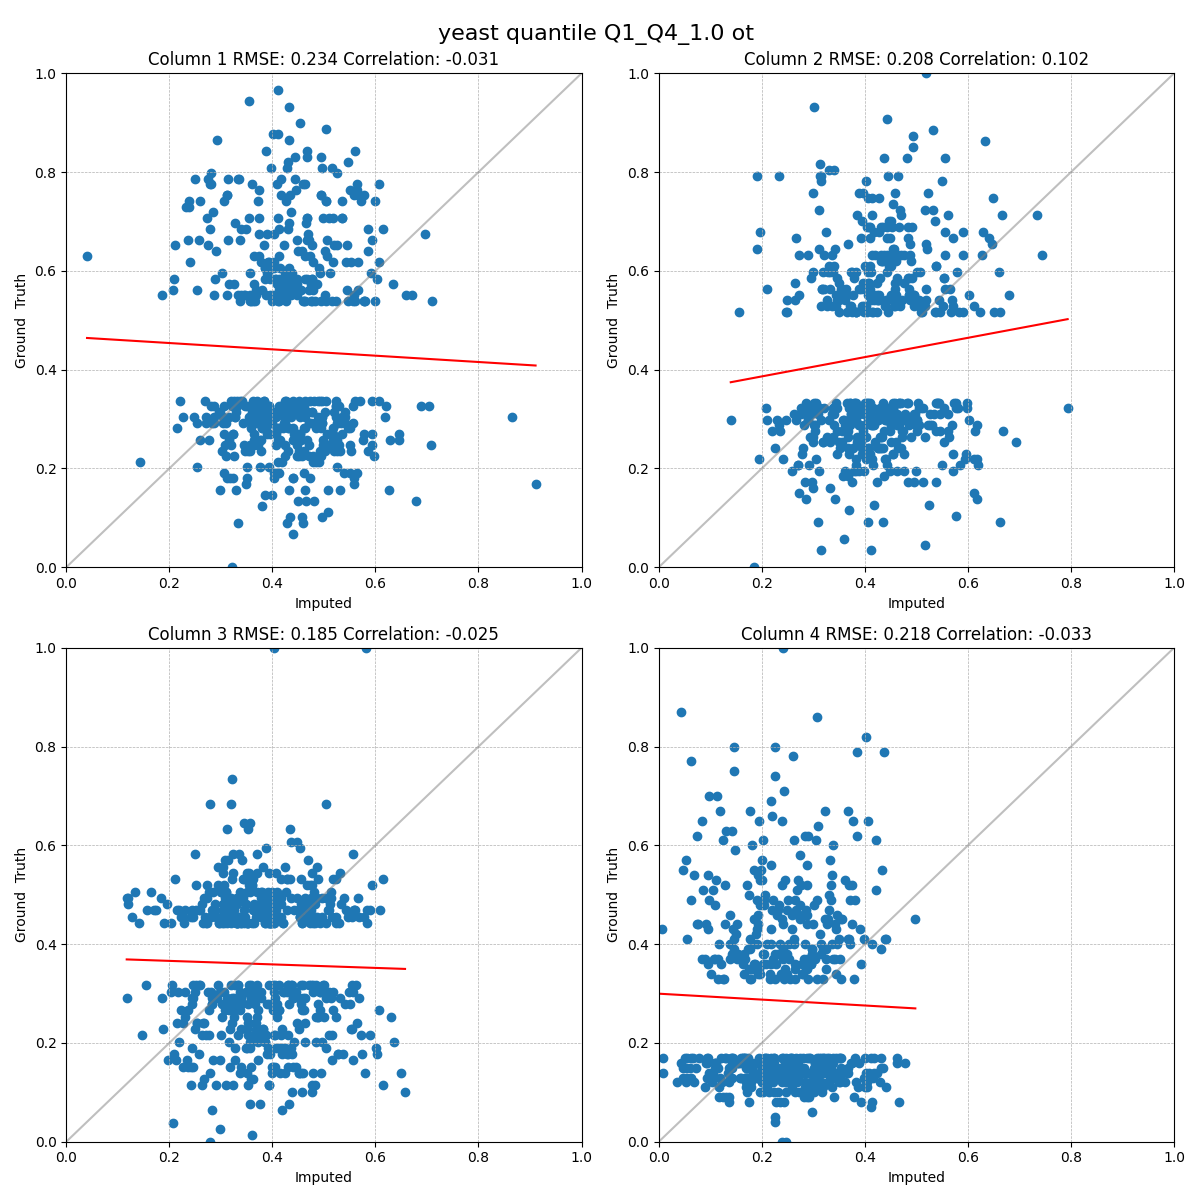 yeast quantile Q1_Q4_1.0 ot
Column 1 RMSE: 0.234 Correlation: -0.031
1.0
0.8
0.6
0.4
0.2
0.0
Ground Truth
0.0 0.2 0.4 0.6 0.8 1.0
Imputed
Column 2 RMSE: 0.208 Correlation: 0.102
1.0
0.8
0.6
0.4
0.2
0.0
Ground Truth
0.0 0.2 0.4 0.6 0.8 1.0
Imputed
Column 3 RMSE: 0.185 Correlation: -0.025
1.0
0.8
0.6
0.4
0.2
0.0
Ground Truth
0.0 0.2 0.4 0.6 0.8 1.0
Imputed
Column 4 RMSE: 0.218 Correlation: -0.033
1.0
0.8
0.6
0.4
0.2
0.0
Ground Truth
0.0 0.2 0.4 0.6 0.8 1.0
Imputed